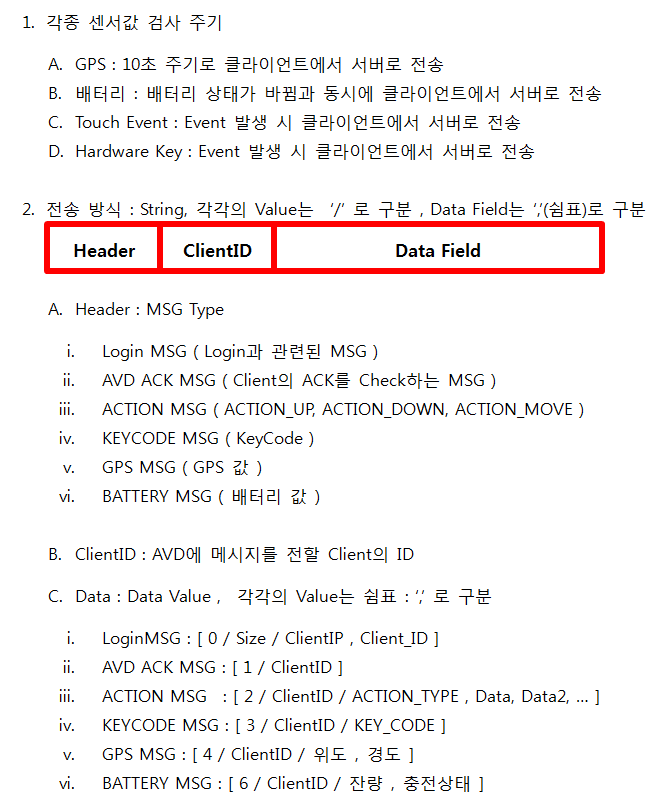 1. 각종 센서값 검사 주기
A. GPS : 10초 주기로 클라이언트에서 서버로 전송
B. 배터리 : 배터리 상태가 바뀜과 동시에 클라이언트에서 서버로 전송
C. Touch Event : Event 발생 시 클라이언트에서 서버로 전송
D. Hardware Key : Event 발생 시 클라이언트에서 서버로 전송
2. 전송 방식 : String, 각각의 Value는 ‘/’ 로 구분 , Data Field는 ‘,’(쉼표)로 구분
Header ClientID Data Field
A. Header : MSG Type
i. Login MSG ( Login과 관련된 MSG )
ii. AVD ACK MSG ( Client의 ACK를 Check하는 MSG )
iii. ACTION MSG ( ACTION_UP, ACTION_DOWN, ACTION_MOVE )
iv. KEYCODE MSG ( KeyCode )
v. GPS MSG ( GPS 값 )
vi. BATTERY MSG ( 배터리 값 )
B. ClientID : AVD에 메시지를 전할 Client의 ID
C. Data : Data Value , 각각의 Value는 쉼표 : ‘,’ 로 구분
i. LoginMSG : [ 0 / Size / ClientIP , Client_ID ]
ii. AVD ACK MSG : [ 1 / ClientID ]
iii. ACTION MSG : [ 2 / ClientID / ACTION_TYPE , Data, Data2, … ]
iv. KEYCODE MSG : [ 3 / ClientID / KEY_CODE ]
v. GPS MSG : [ 4 / ClientID / 위도 , 경도 ]
vi. BATTERY MSG : [ 6 / ClientID / 잔량 , 충전상태 ]